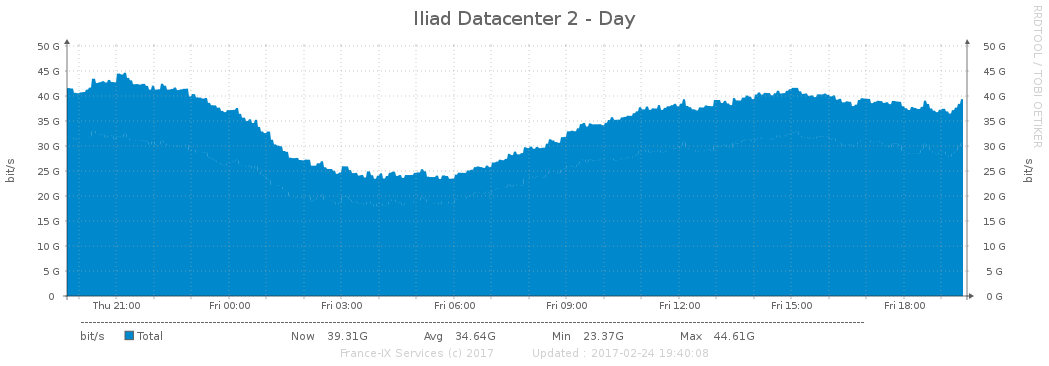 Iliad Datacenter 2 - Day
RRDTOOL / TOBI OETIKER
bit/s
50 G
45 G
40 G
35 G
30 G
25 G
20 G
15 G
10 G
5 G
0
50 G
45 G
40 G
35 G
30 G
25 G
20 G
15 G
10 G
5 G
0 G
bit/s
Thu 21:00 Fri 00:00 Fri 03:00 Fri 06:00 Fri 09:00 Fri 12:00 Fri 15:00 Fri 18:00
bit/s Total Now 39.31G Avg 34.64G Min 23.37G Max 44.61G
France-IX Services (c) 2017 Updated : 2017-02-24 19:40:08